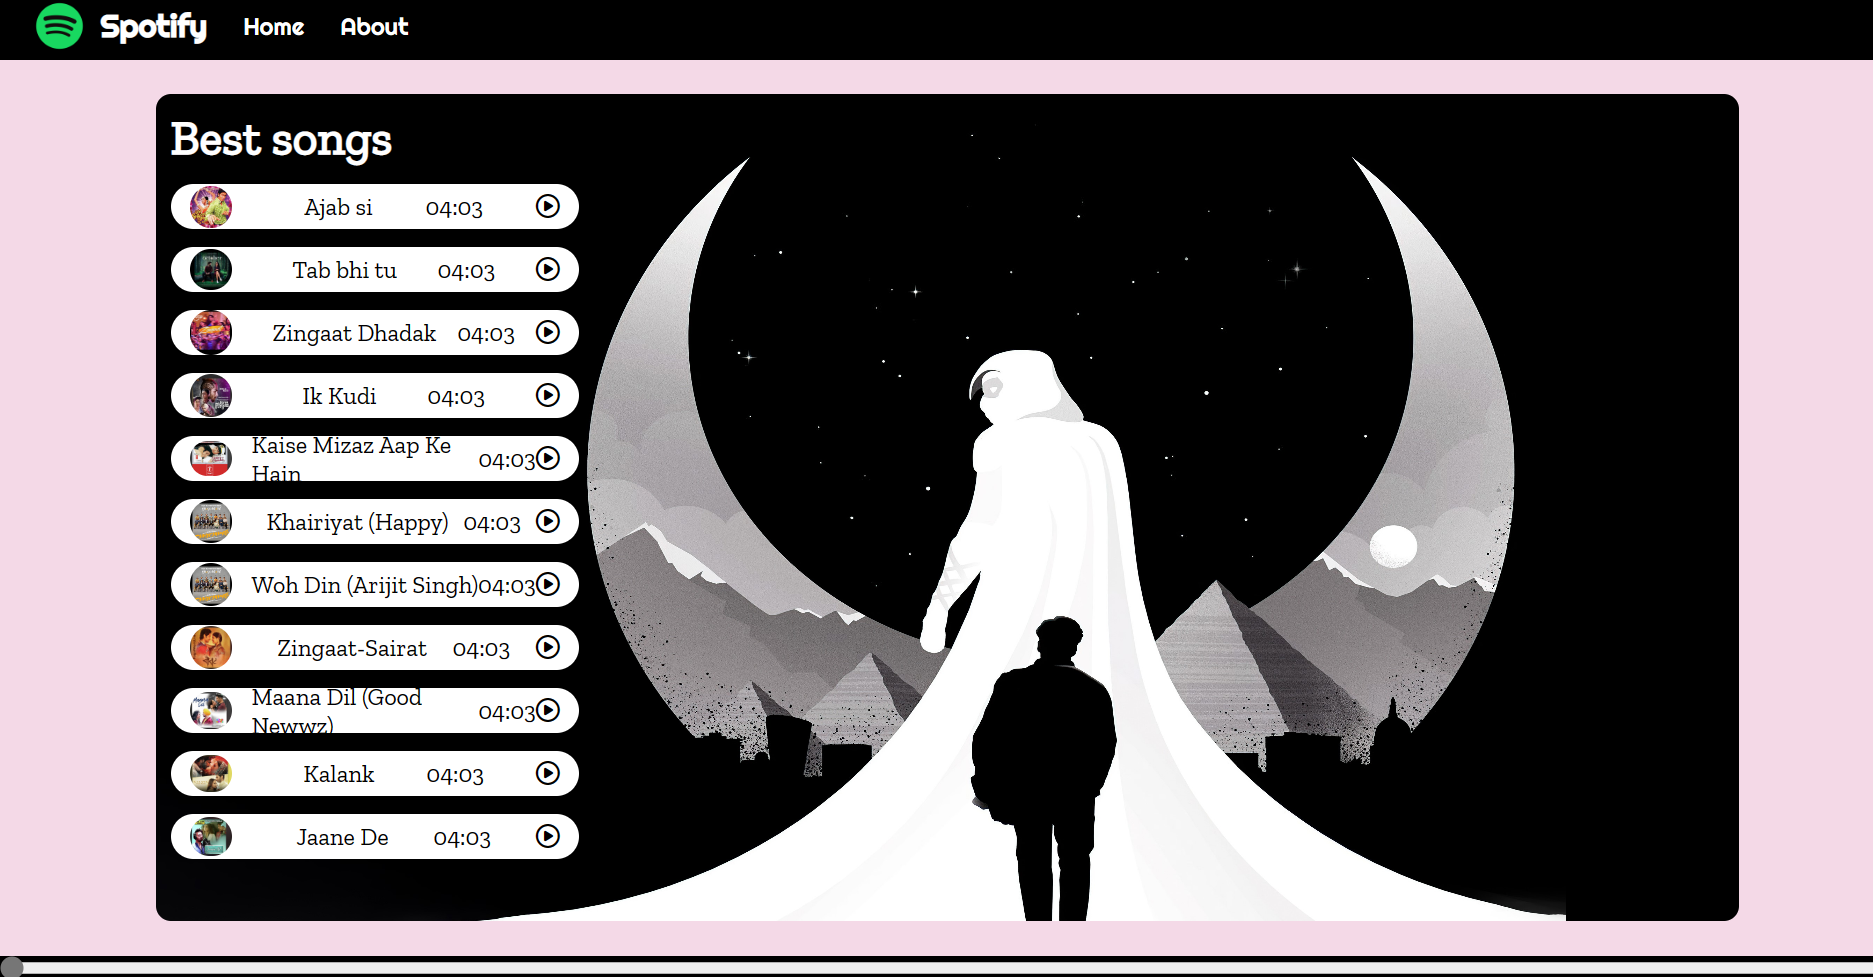 Spotify Home About
Best songs
Ajab si 04:03
Tab bhi tu 04:03
Zingaat Dhadak 04:03
Ik Kudi 04:03
Kaise Mizaz Aap Ke
Hain 04:03
Khairiyat (Happy) 04:03
Woh Din (Arijit Singh)04:03
Zingaat-Sairat 04:03
Maana Dil (Good
Newwz) 04:03
Kalank 04:03
Jaane De 04:03